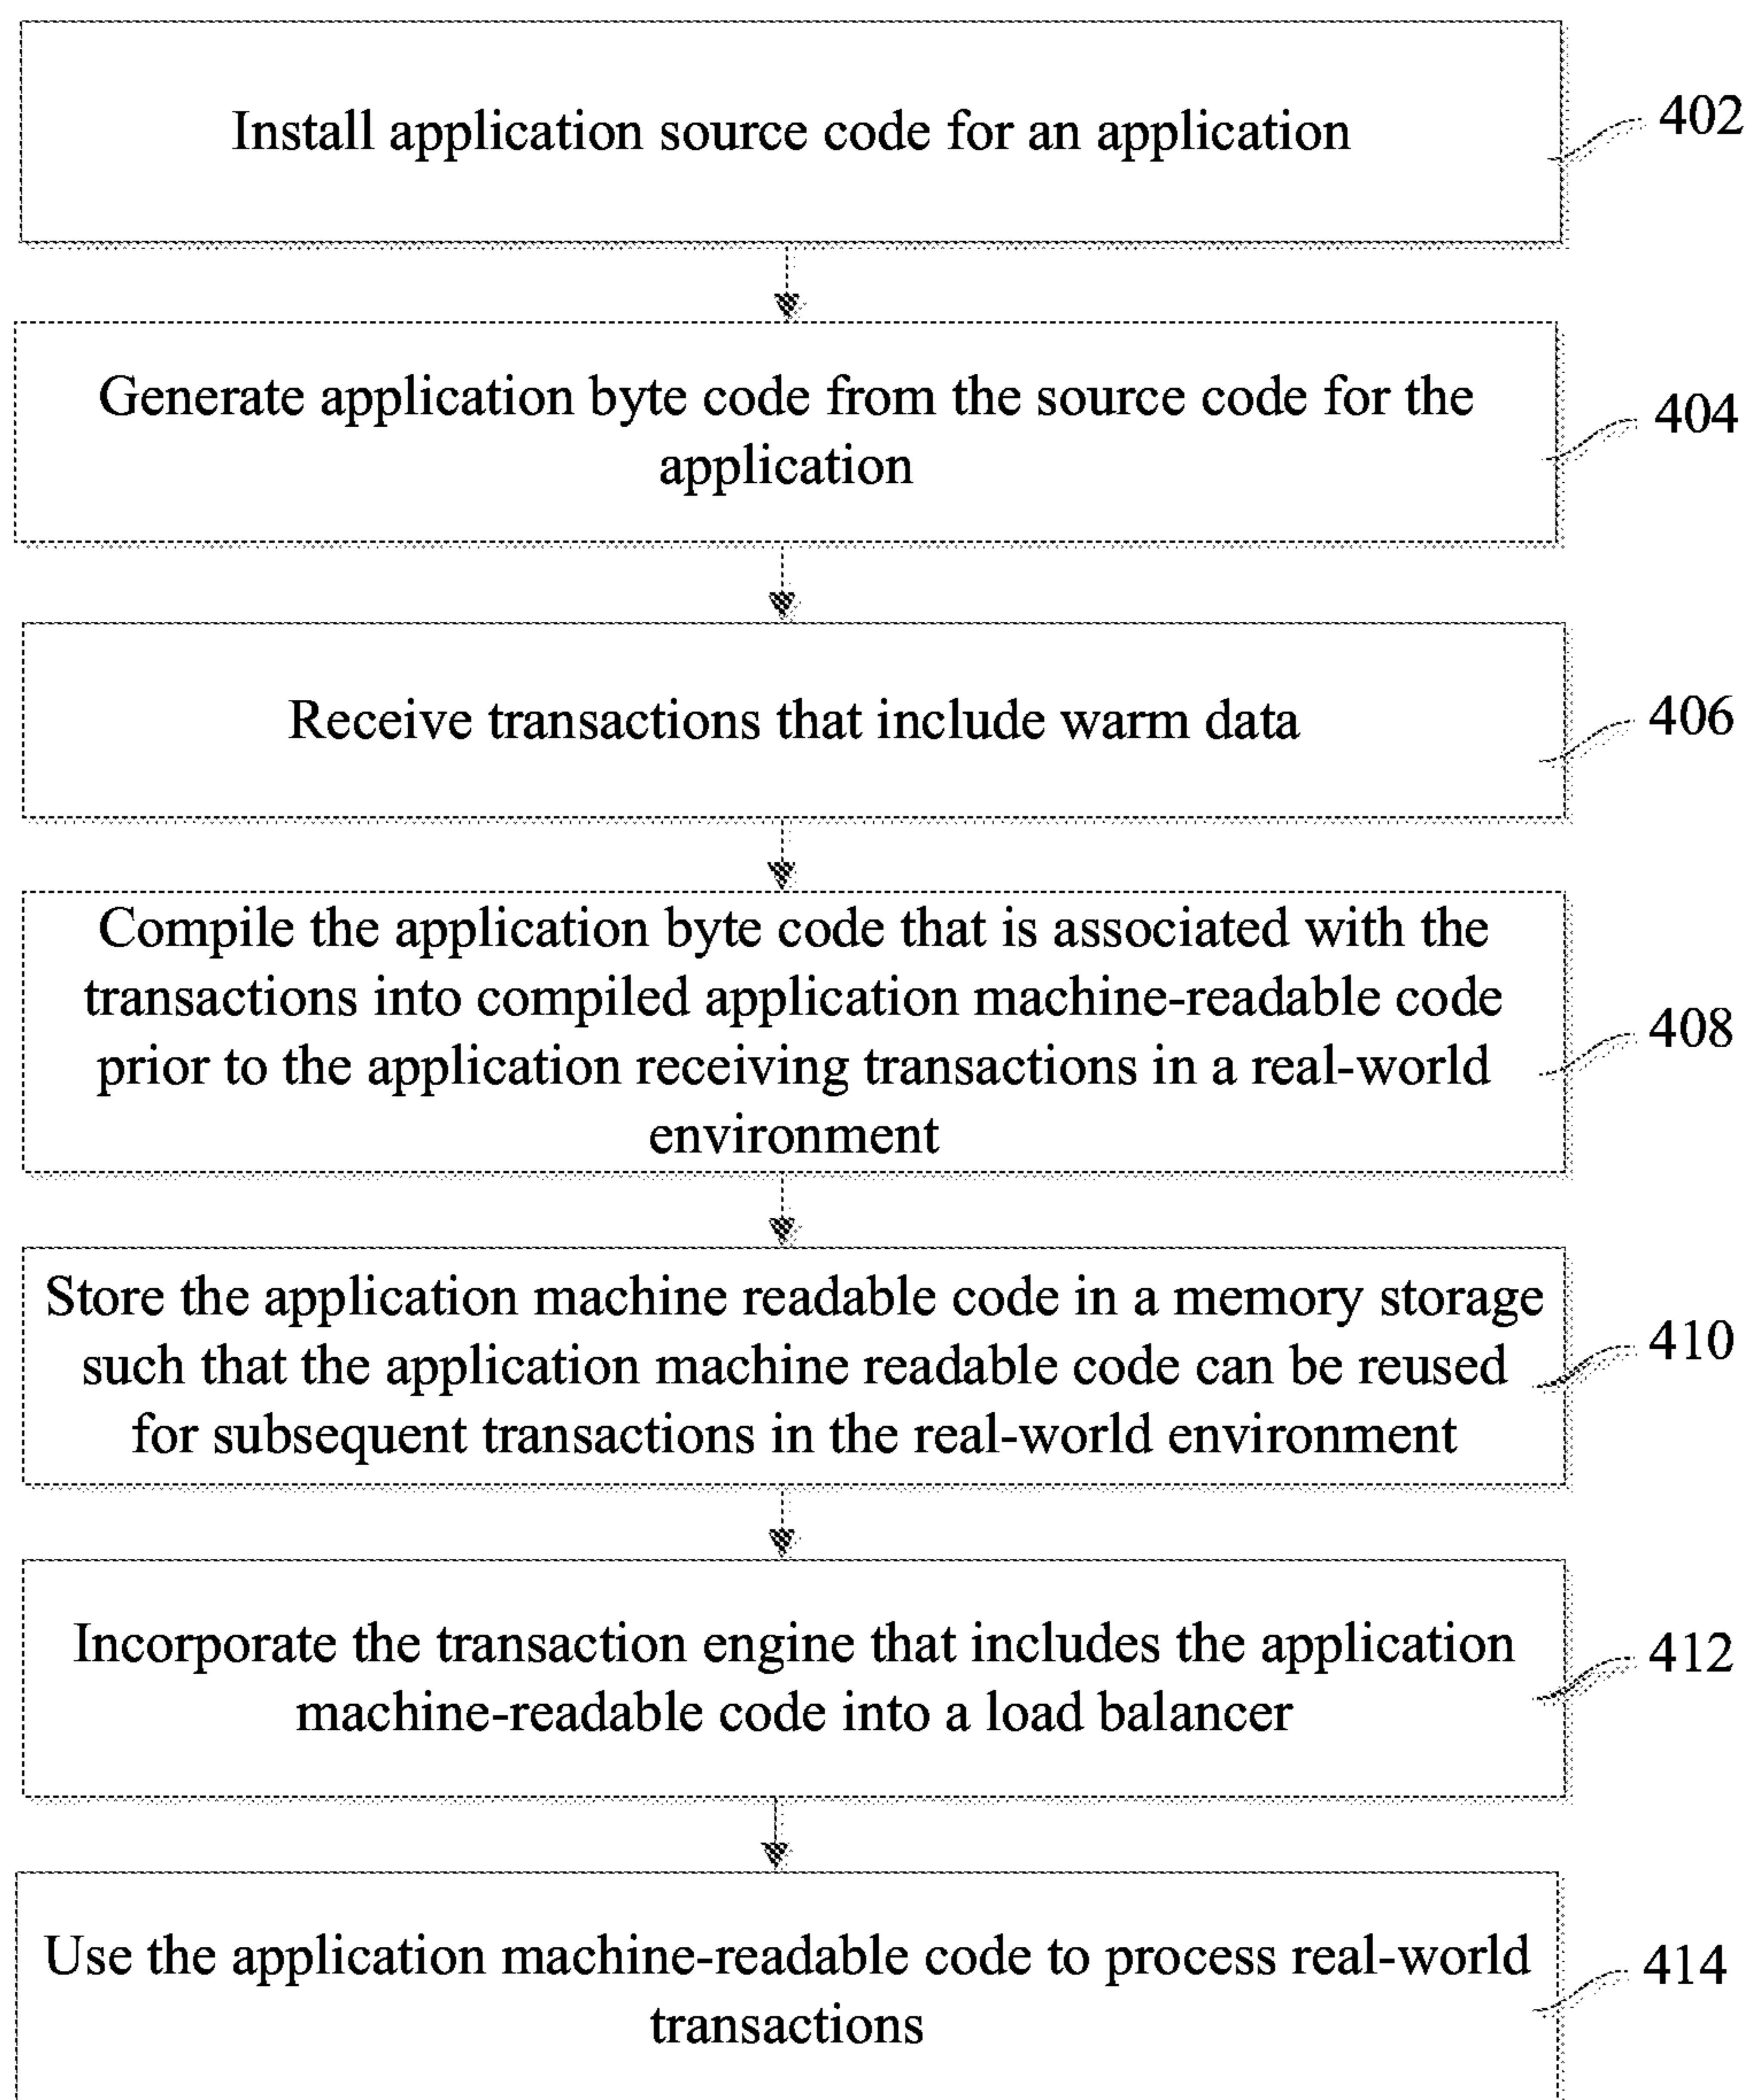 Install application source code for an application
402
Generate application byte code from the source code for the
application
404
Receive transactions that include warm data
406
Compile the application byte code that is associated with the
transactions into compiled application machine-readable code
prior to the application receiving transactions in a real-world
environment
408
Store the application machine readable code in a memory storage
such that the application machine readable code can be reused
for subsequent transactions in the real-world environment
410
Incorporate the transaction engine that includes the application
machine-readable code into a load balancer
412
Use the application machine-readable code to process real-world
transactions
414